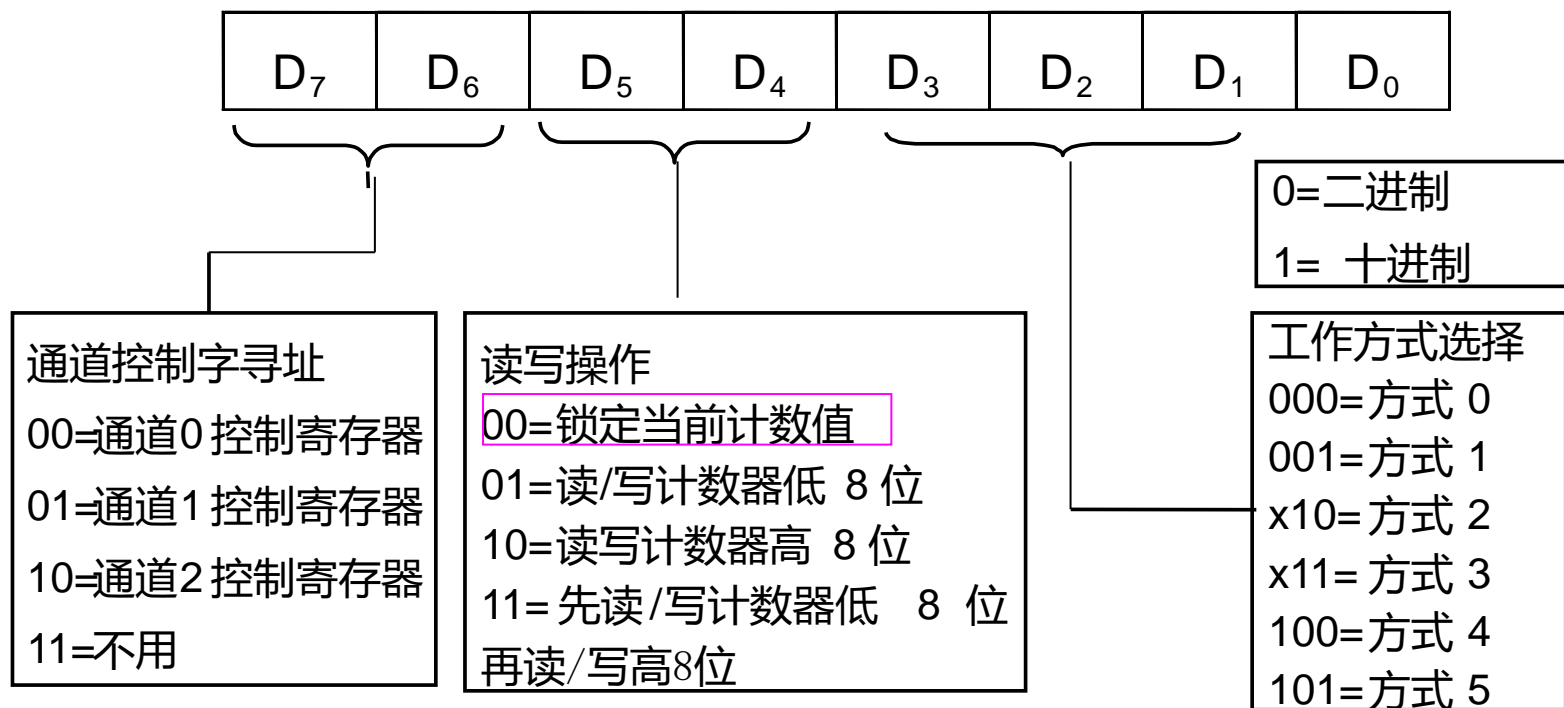 D₇ D₆ D₅ D₄ D₃ D₂ D₁ D₀
0=二进制
1= 十进制
通道控制字寻址
00=通道0 控制寄存器
01=通道1 控制寄存器
10=通道2 控制寄存器
11=不用
读写操作
00=锁定当前计数值
01=读/写计数器低 8 位
10=读写计数器高 8 位
11= 先读/写计数器低 8 位
再读/写高8位
工作方式选择
000=方式 0
001=方式 1
x10=方式 2
x11=方式 3
100=方式 4
101=方式 5